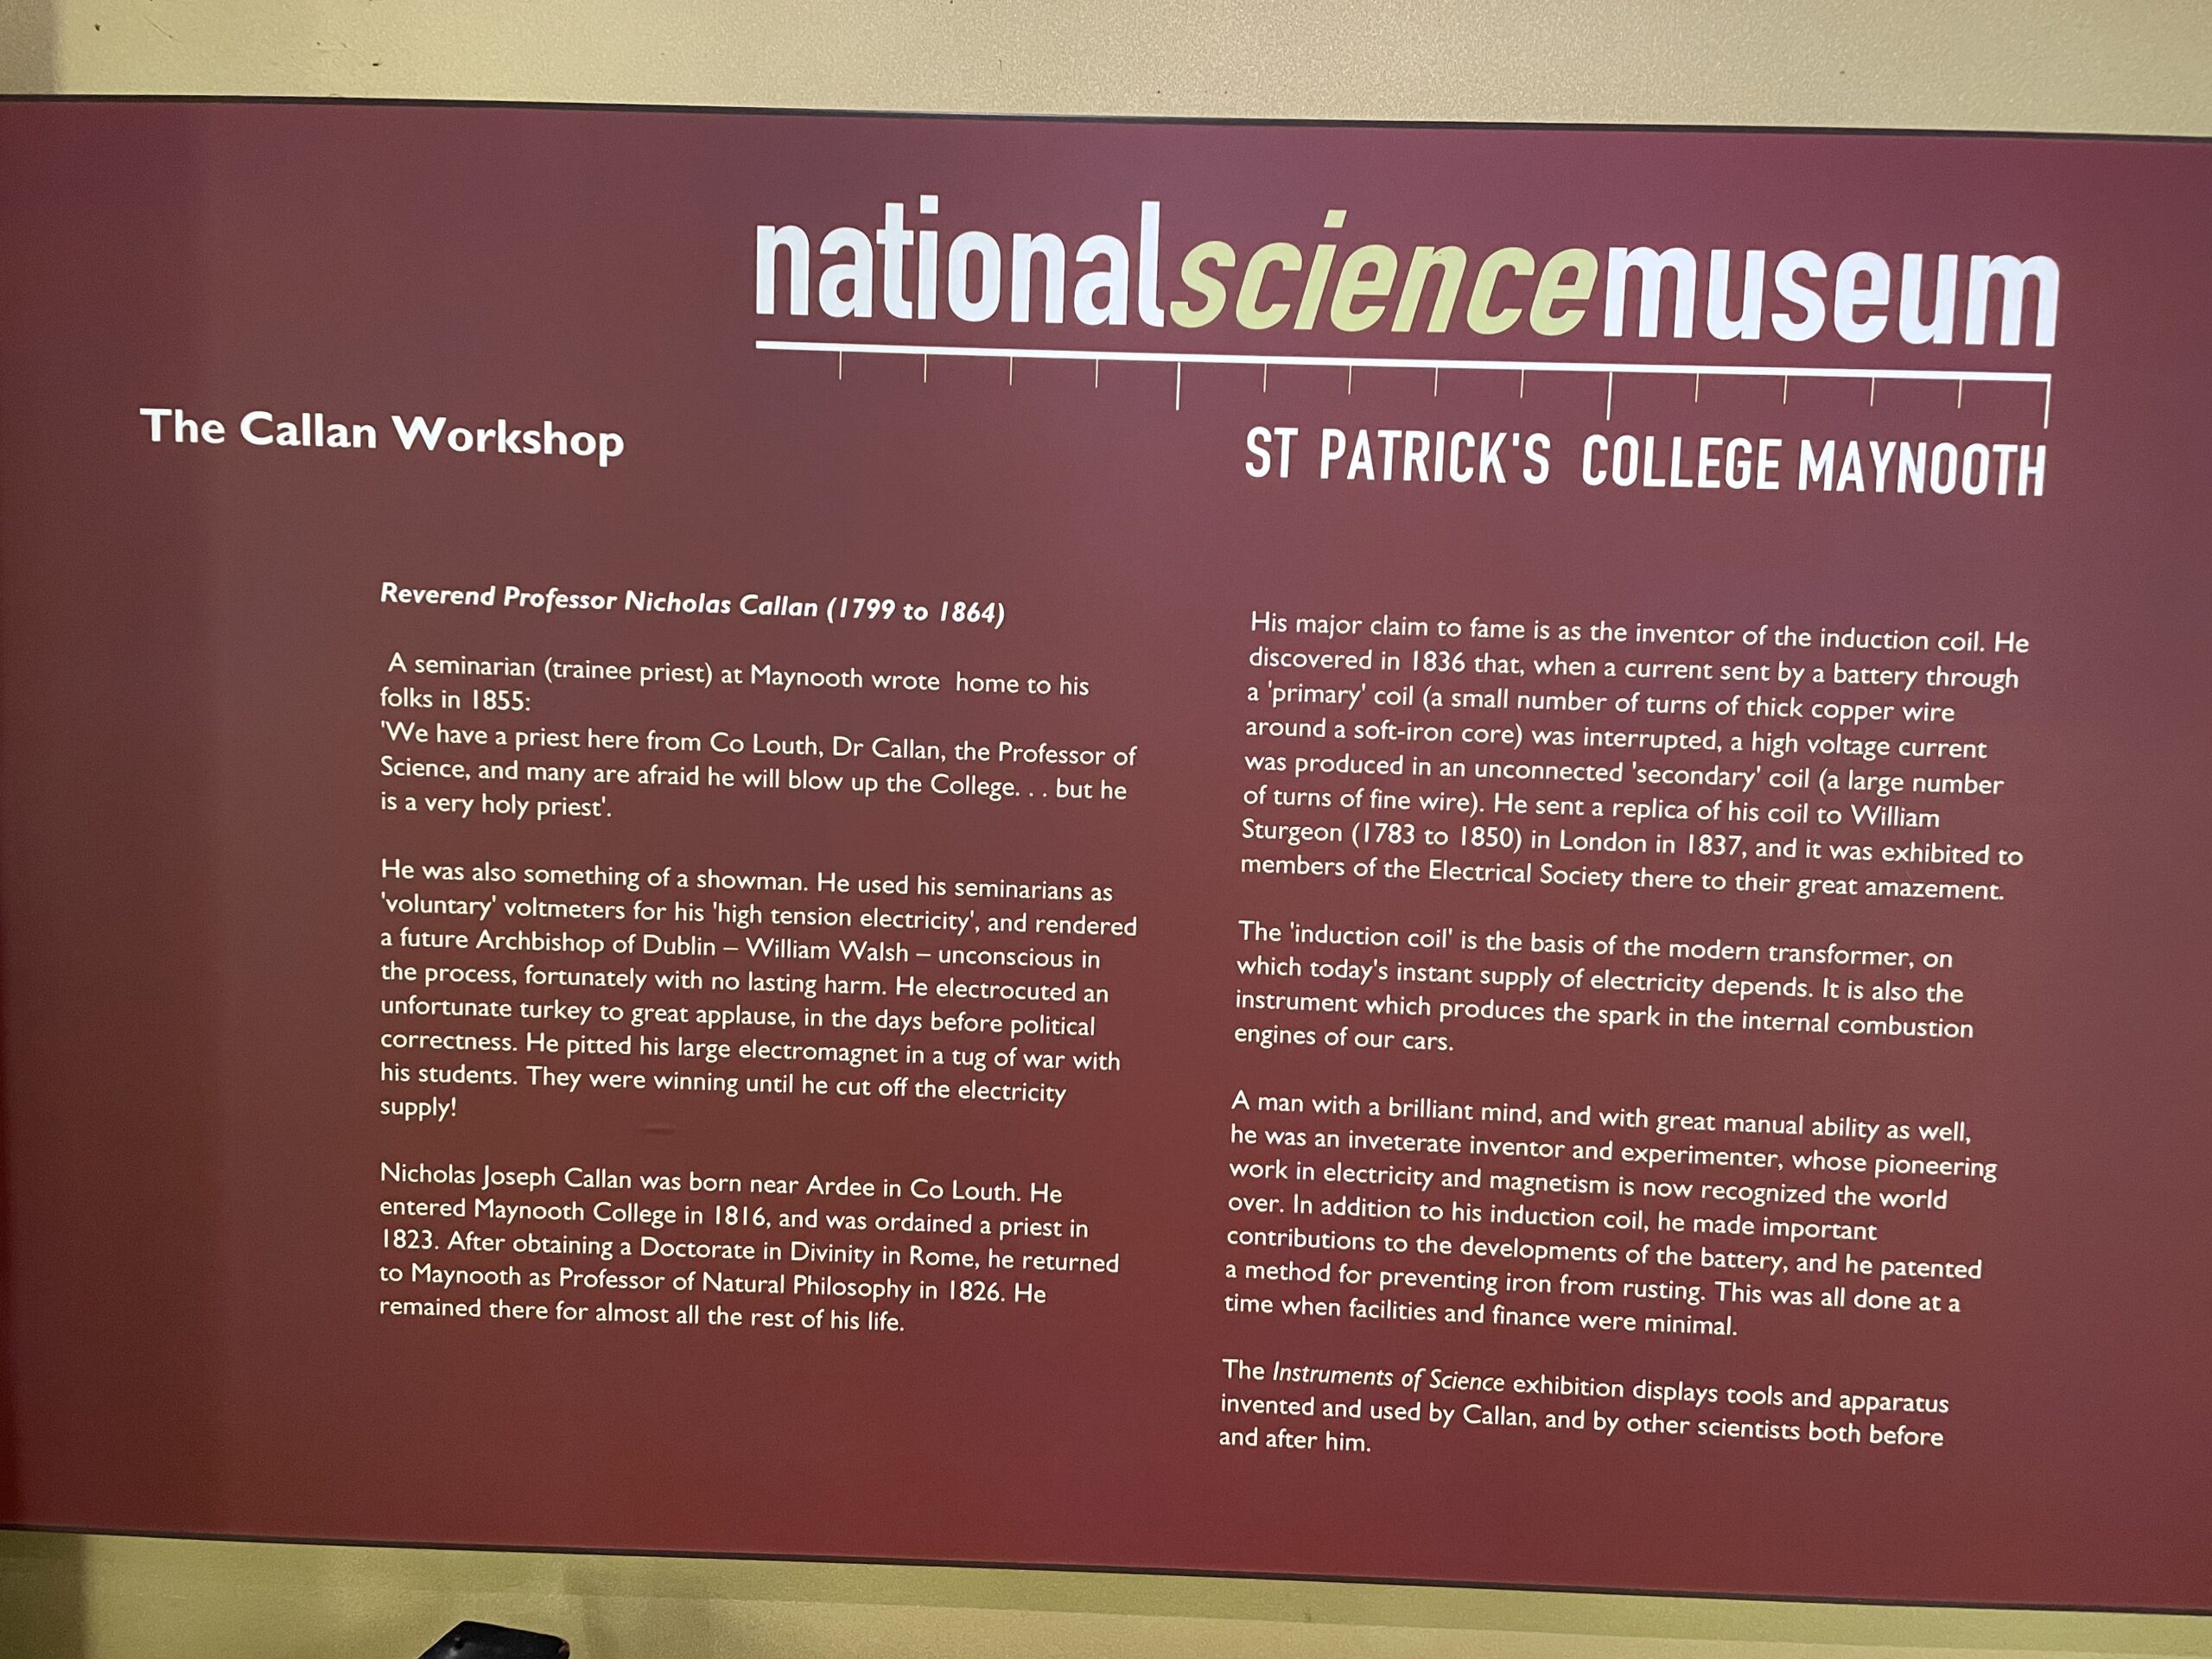 nationalsciencemuseum
ST PATRICK'S COLLEGE MAYNOOTH
The Callan Workshop
Reverend Professor Nicholas Callan (1799 to 1864)
A seminarian (trainee priest) at Maynooth wrote home to his
folks in 1855:
'We have a priest here from Co Louth, Dr Callan, the Professor of
Science, and many are afraid he will blow up the College. . . but he
is a very holy priest'.
He was also something of a showman. He used his seminarians as
'voluntary' voltmeters for his 'high tension electricity', and rendered
a future Archbishop of Dublin – William Walsh – unconscious in
the process, fortunately with no lasting harm. He electrocuted an
unfortunate turkey to great applause, in the days before political
correctness. He pitted his large electromagnet in a tug of war with
his students. They were winning until he cut off the electricity
supply!
Nicholas Joseph Callan was born near Ardee in Co Louth. He
entered Maynooth College in 1816, and was ordained a priest in
1823. After obtaining a Doctorate in Divinity in Rome, he returned
to Maynooth as Professor of Natural Philosophy in 1826. He
remained there for almost all the rest of his life.
His major claim to fame is as the inventor of the induction coil. He
discovered in 1836 that, when a current sent by a battery through
a 'primary' coil (a small number of turns of thick copper wire
around a soft-iron core) was interrupted, a high voltage current
was produced in an unconnected 'secondary' coil (a large number
of turns of fine wire). He sent a replica of his coil to William
Sturgeon (1783 to 1850) in London in 1837, and it was exhibited to
members of the Electrical Society there to their great amazement.
The 'induction coil' is the basis of the modern transformer, on
which today's instant supply of electricity depends. It is also the
instrument which produces the spark in the internal combustion
engines of our cars.
A man with a brilliant mind, and with great manual ability as well,
he was an inveterate inventor and experimenter, whose pioneering
work in electricity and magnetism is now recognized the world
over. In addition to his induction coil, he made important
contributions to the developments of the battery, and he patented
a method for preventing iron from rusting. This was all done at a
time when facilities and finance were minimal.
The Instruments of Science exhibition displays tools and apparatus
invented and used by Callan, and by other scientists both before
and after him.